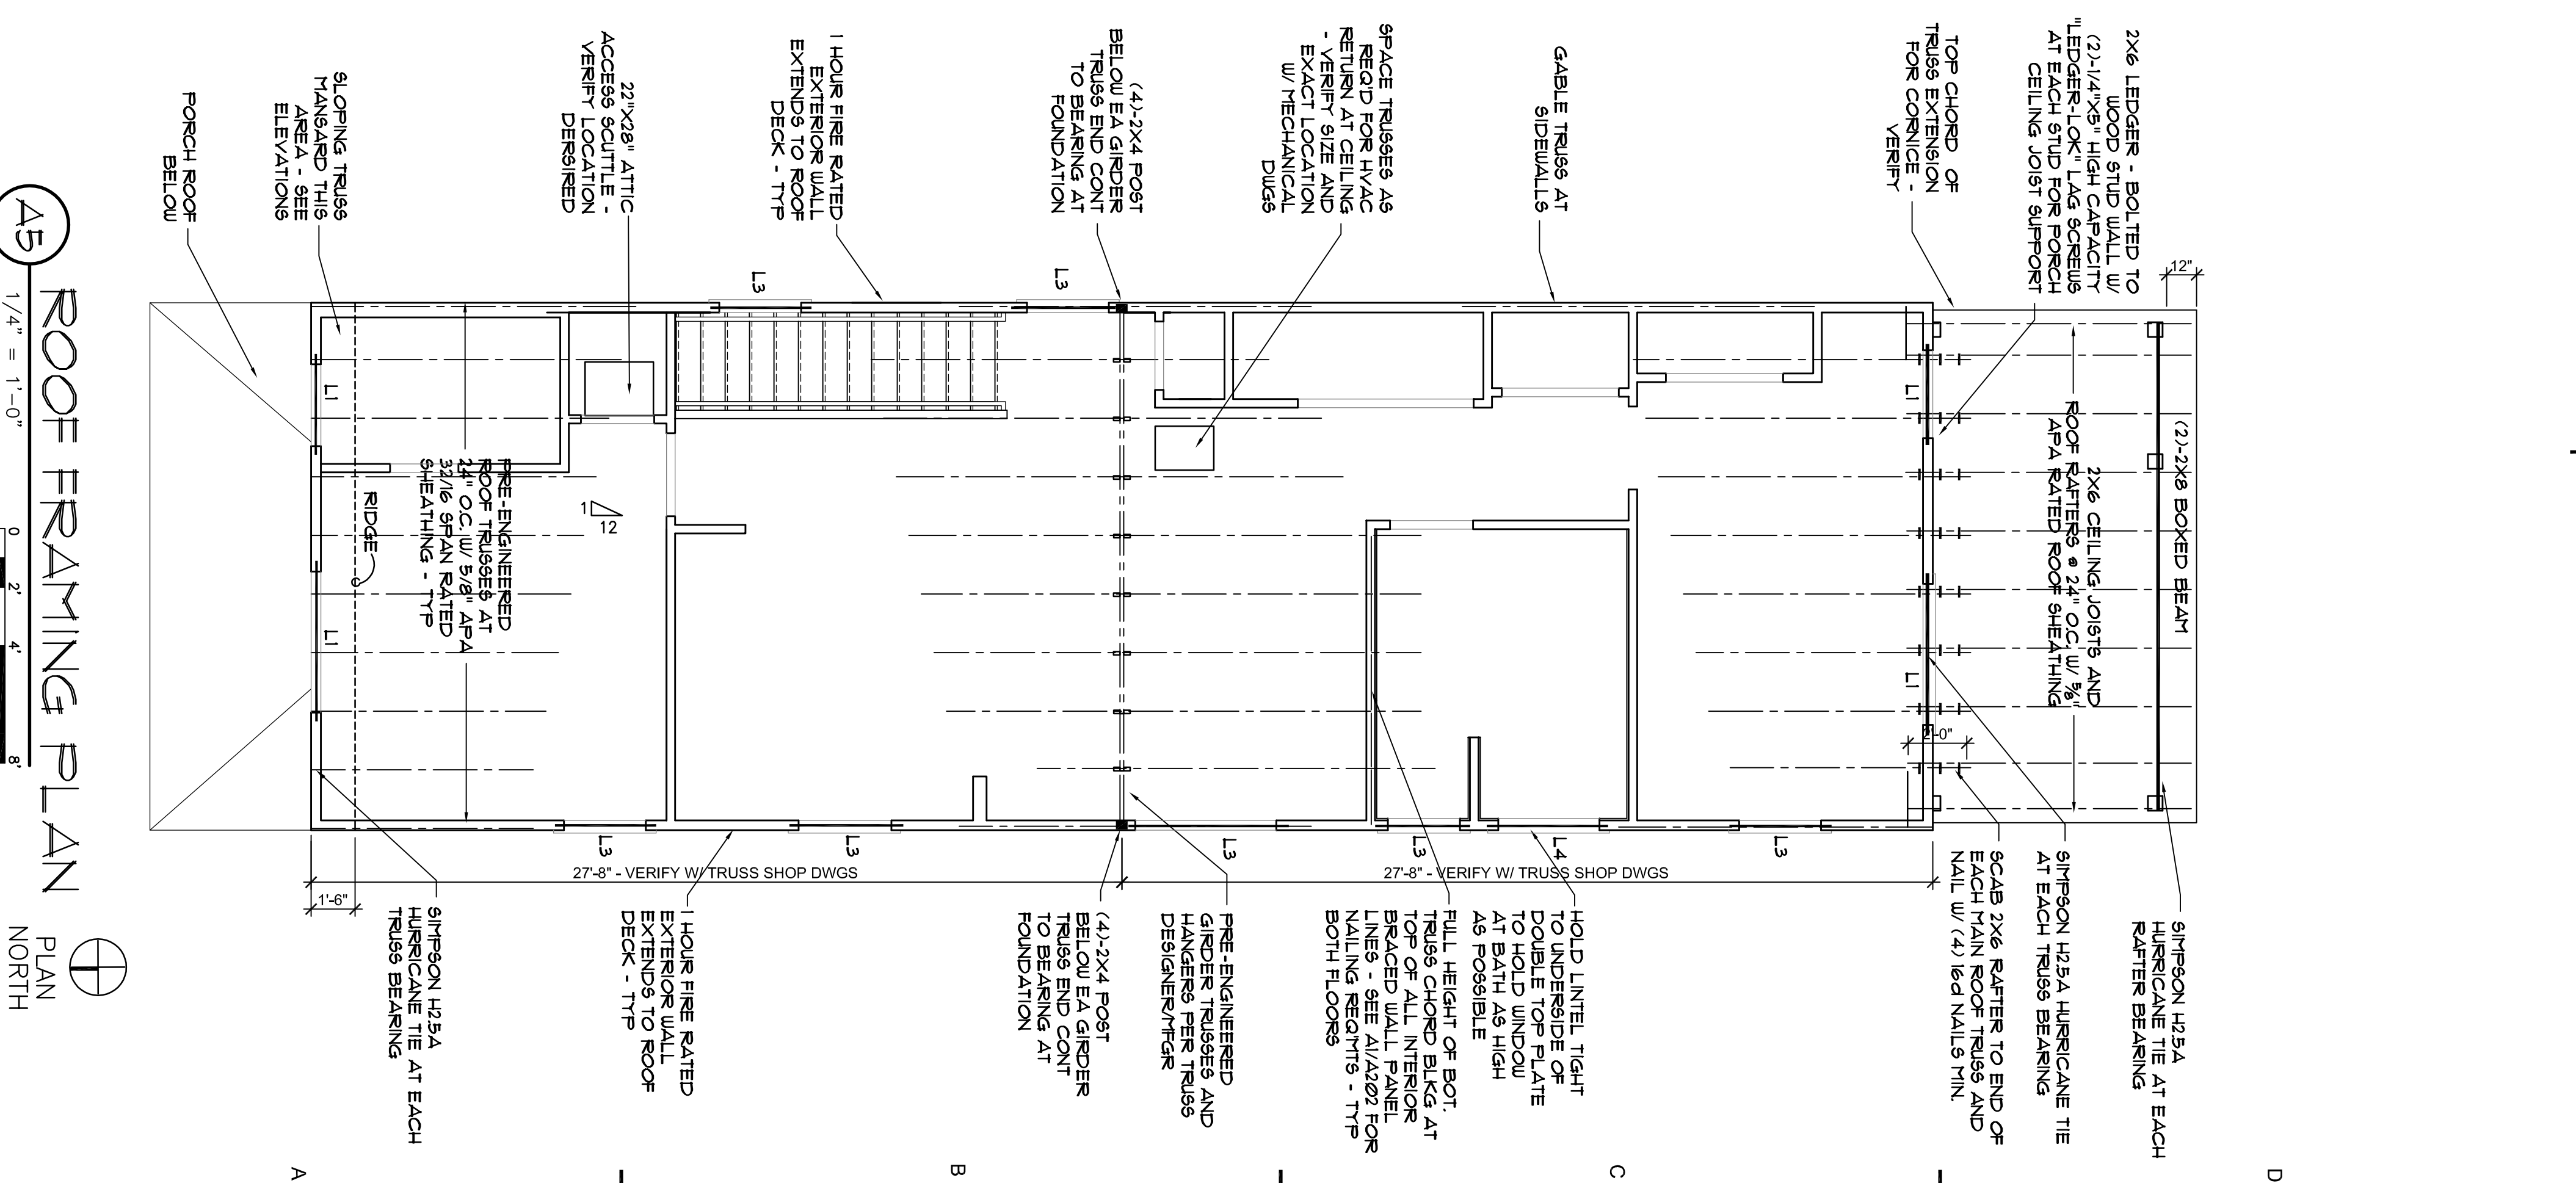 2X6 LEDGER - BOLTED TO
WOOD STUD WALL W/
(2)-1/4"X5" HIGH CAPACITY
"LEDGER-LOK" LAG SCREWS
AT EACH STUD FOR PORCH
CEILING JOIST SUPPORT
TOP CHORD OF
TRUSS EXTENSION
FOR CORNICE -
VERIFY
GABLE TRUSS AT
SIDEWALLS
SPACE TRUSSES AS
REQ'D FOR HVAC
RETURN AT CEILING
- VERIFY SIZE AND
EXACT LOCATION
W/ MECHANICAL
DWGS
(4)-2X4 POST
BELOW EA GIRDER
TRUSS END CONT
TO BEARING AT
FOUNDATION
1 HOUR FIRE RATED
EXTERIOR WALL
EXTENDS TO ROOF
DECK - TYP
22"X28" ATTIC
ACCESS SCUTTLE -
VERIFY LOCATION
DERSIRED
SLOPING TRUSS
MANSARD THIS
AREA - SEE
ELEVATIONS
PORCH ROOF
BELOW
12"
(2)-2X8 BOXED BEAM
2X6 CEILING JOISTS AND
ROOF RAFTERS @ 24" O.C. W/ 5/8"
APA RATED ROOF SHEATHING
L1
L1
2'-0"
L3
L3
PRE-ENGINEERED
ROOF TRUSSES AT
24" O.C. W/ 5/8" APA
32/16 SPAN RATED
SHEATHING - TYP
RIDGE
1
12
L1
L1
L3
L4
L3
L3
L3
L3
27'-8" - VERIFY W/ TRUSS SHOP DWGS
27'-8" - VERIFY W/ TRUSS SHOP DWGS
1'-6"
SIMPSON H2.5A
HURRICANE TIE AT EACH
RAFTER BEARING
SIMPSON H2.5A HURRICANE TIE
AT EACH TRUSS BEARING
SCAB 2X6 RAFTER TO END OF
EACH MAIN ROOF TRUSS AND
NAIL W/ (4) 16d NAILS MIN.
HOLD LINTEL TIGHT
TO UNDERSIDE OF
DOUBLE TOP PLATE
TO HOLD WINDOW
AT BATH AS HIGH
AS POSSIBLE
FULL HEIGHT OF BOT.
TRUSS CHORD BLKG AT
TOP OF ALL INTERIOR
BRACED WALL PANEL
LINES - SEE A1/A202 FOR
NAILING REQMTS - TYP
BOTH FLOORS
PRE-ENGINEERED
GIRDER TRUSSES AND
HANGERS PER TRUSS
DESIGNER/MFGR
(4)-2X4 POST
BELOW EA GIRDER
TRUSS END CONT
TO BEARING AT
FOUNDATION
1 HOUR FIRE RATED
EXTERIOR WALL
EXTENDS TO ROOF
DECK - TYP
SIMPSON H2.5A
HURRICANE TIE AT EACH
TRUSS BEARING
A5
ROOF FRAMING PLAN
1/4" = 1'-0"
0 2' 4' 8'
PLAN
NORTH
A
B
C
D